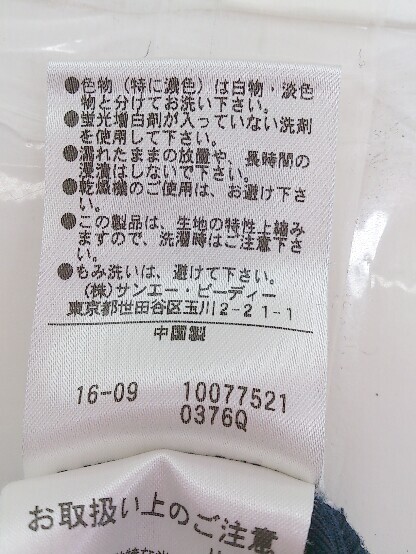 ●色物（特に濃色）は白物・淡色
物と分けてお洗い下さい。
●蛍光増白剤が入っていない洗剤
を使用して下さい。
●濡れたままの放置や、長時間の
浸漬はしないで下さい。
●乾燥機のご使用は、お避け下さ
い。
●この製品は、生地の特性上縮み
ますので、洗濯時はご注意下さ
い。
●もみ洗いは、避けて下さい。
（株）サンエー・ビーディー
東京都世田谷区玉川2-21-1
中国製
16-09 10077521
0376Q
お取扱い上のご注意